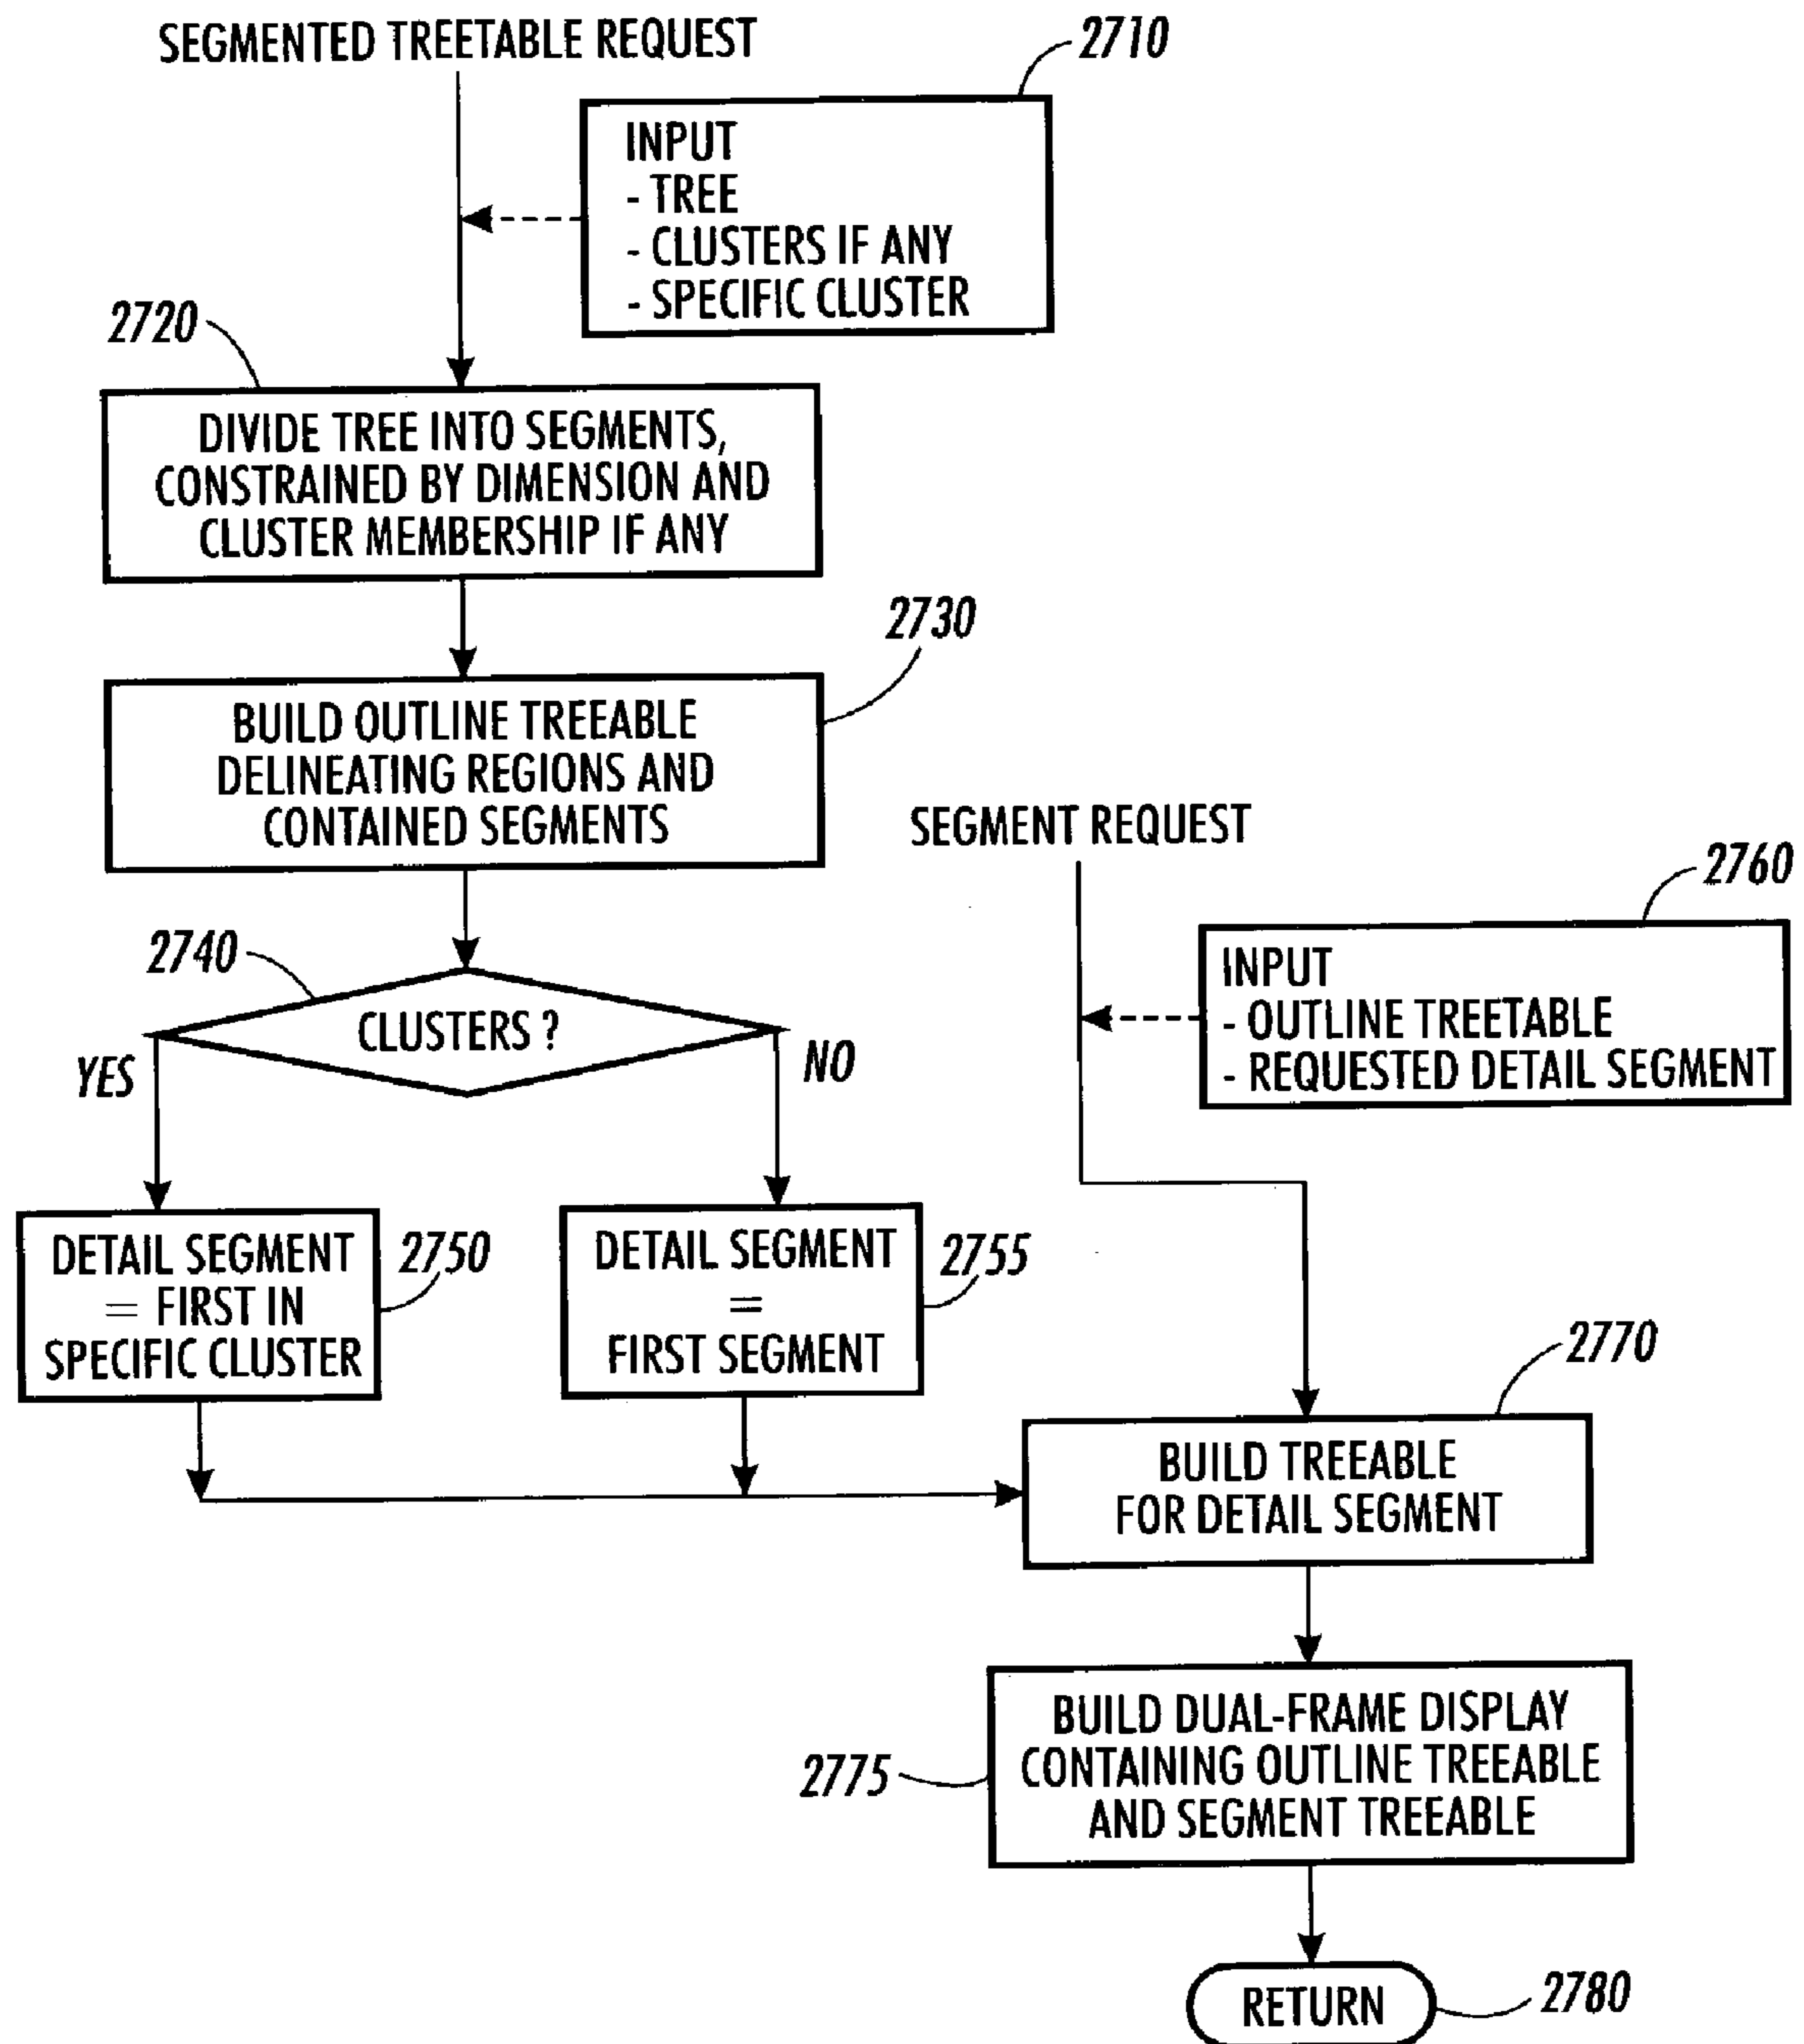 SEGMENTED TREETABLE REQUEST
2710
INPUT
- TREE
- CLUSTERS IF ANY
- SPECIFIC CLUSTER
2720
DIVIDE TREE INTO SEGMENTS,
CONSTRAINED BY DIMENSION AND
CLUSTER MEMBERSHIP IF ANY
2730
BUILD OUTLINE TREEABLE
DELINEATING REGIONS AND
CONTAINED SEGMENTS
SEGMENT REQUEST
2760
INPUT
- OUTLINE TREETABLE
- REQUESTED DETAIL SEGMENT
2740
CLUSTERS ?
YES
NO
DETAIL SEGMENT
= FIRST IN
SPECIFIC CLUSTER
2750
DETAIL SEGMENT
=
FIRST SEGMENT
2755
2770
BUILD TREEABLE
FOR DETAIL SEGMENT
2775
BUILD DUAL-FRAME DISPLAY
CONTAINING OUTLINE TREEABLE
AND SEGMENT TREEABLE
RETURN
2780